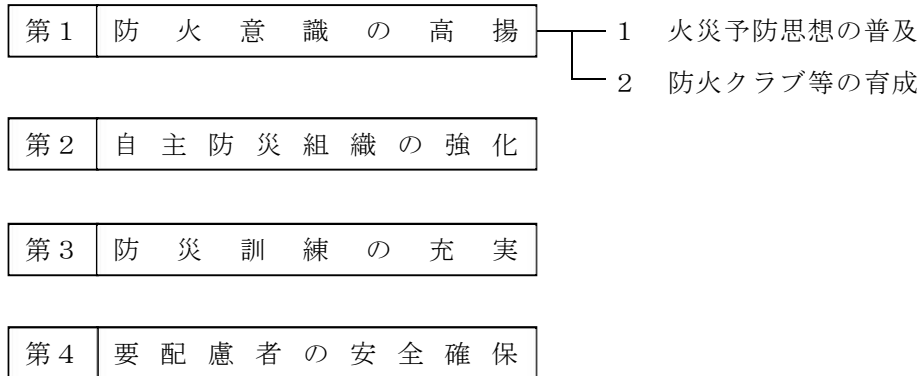 第１ 防火意識の高揚 １ 火災予防思想の普及
２ 防火クラブ等の育成
第２ 自主防災組織の強化
第３ 防災訓練の充実
第４ 要配慮者の安全確保